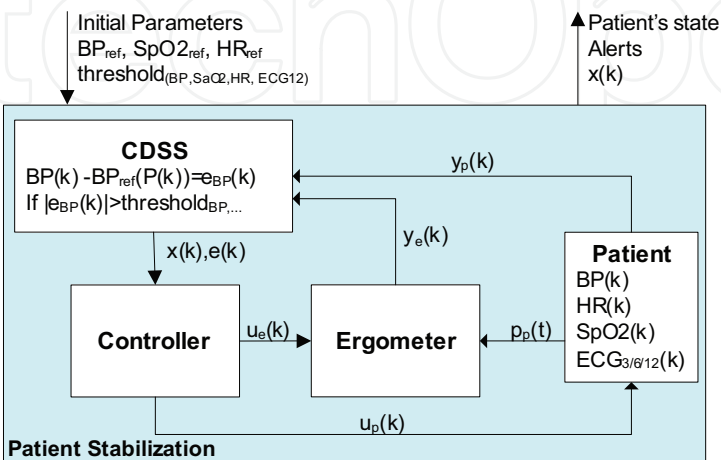 Initial Parameters
BPref, SpO2ref, HRref
threshold(BP,SaO2,HR, ECG12)
Patient's state
Alerts
x(k)
CDSS
BP(k) -BPref(P(k))=eBP(k)
If |eBP(k)|>thresholdBP,...
yp(k)
ye(k)
x(k),e(k)
Patient
BP(k)
HR(k)
SpO2(k)
ECG3/6/12(k)
Controller
ue(k)
Ergometer
pp(t)
up(k)
Patient Stabilization